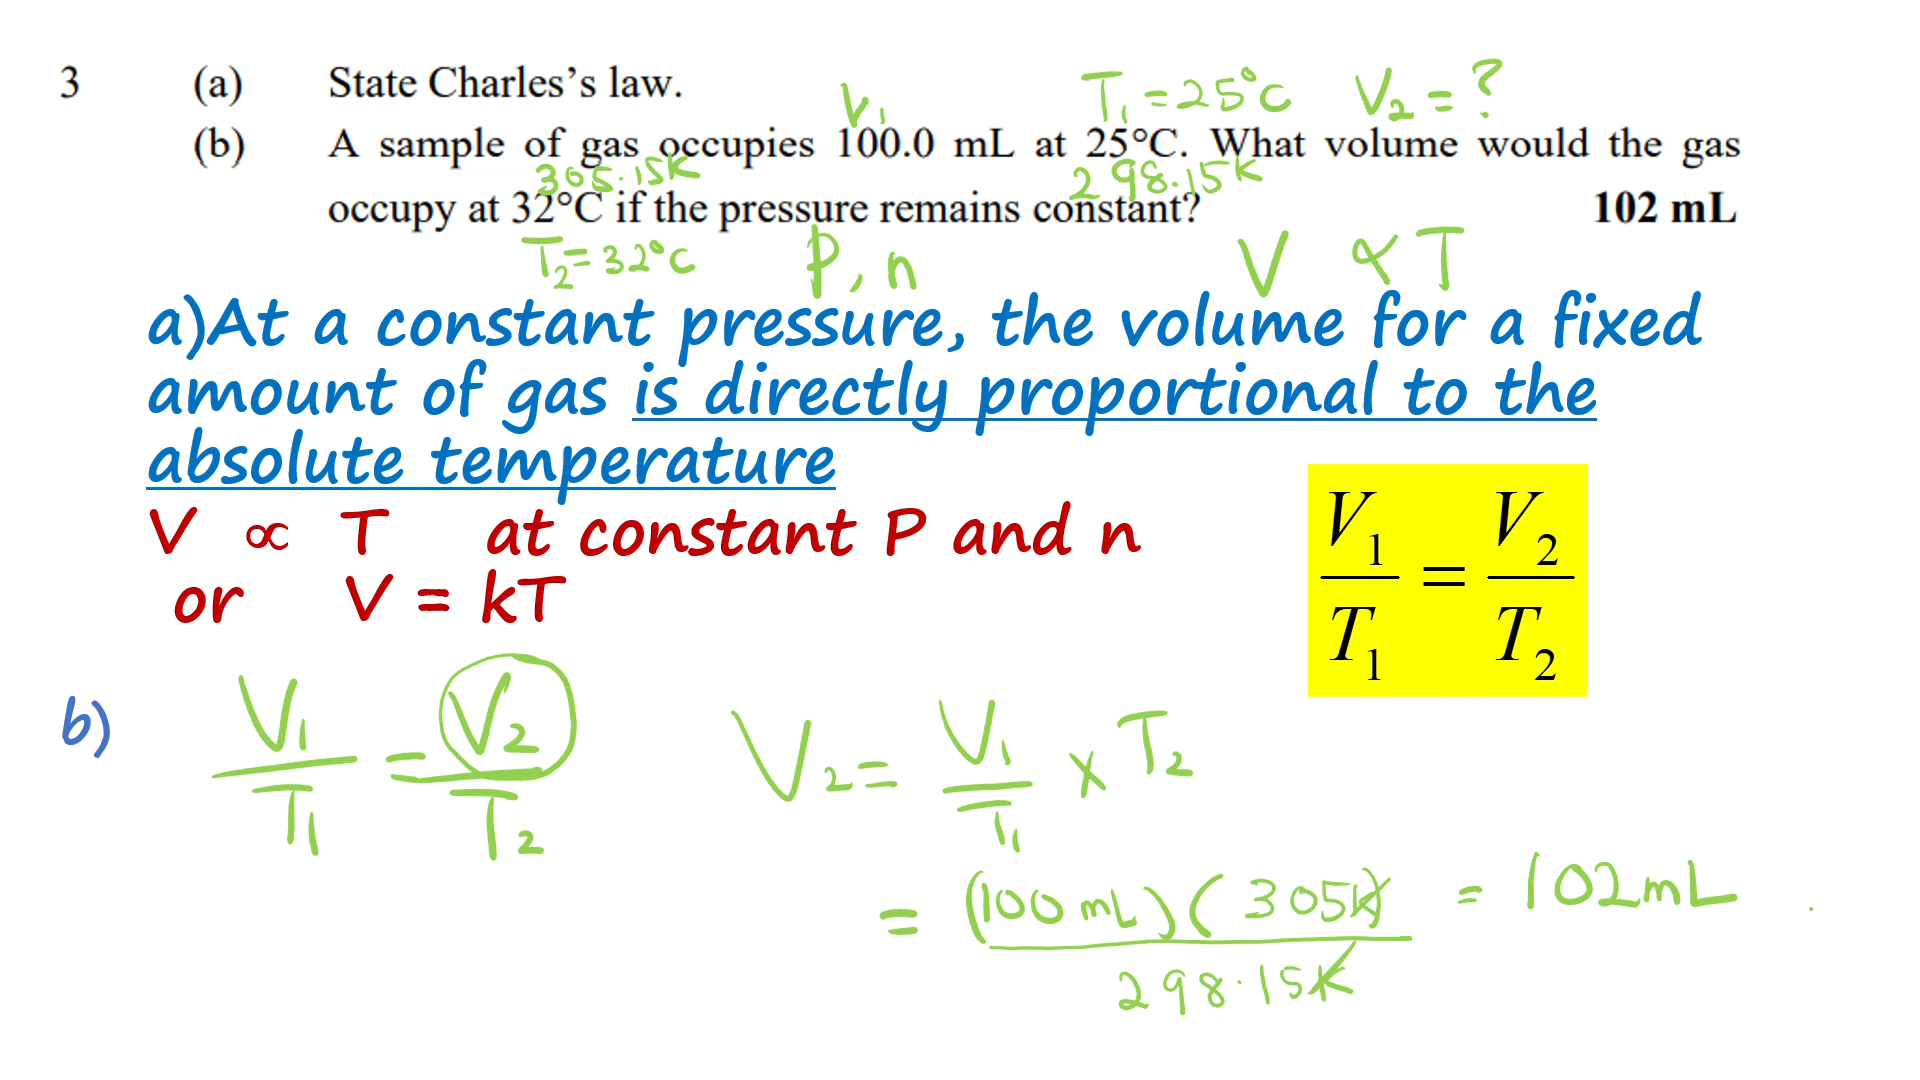 3 (a) State Charles's law.
V₁ T₁ = 25°C V₂ = ?
(b) A sample of gas occupies 100.0 mL at 25°C. What volume would the gas
305.15K 298.15K
occupy at 32°C if the pressure remains constant? 102 mL
T₂ = 32°C P, n V ∝ T
a)At a constant pressure, the volume for a fixed
amount of gas is directly proportional to the
absolute temperature
V ∝ T at constant P and n
or V = kT
V₁/T₁ = V₂/T₂
b) V₁/T₁ = V₂/T₂ V₂ = V₁/T₁ x T₂
= (100 mL)(305K)/298.15K = 102mL